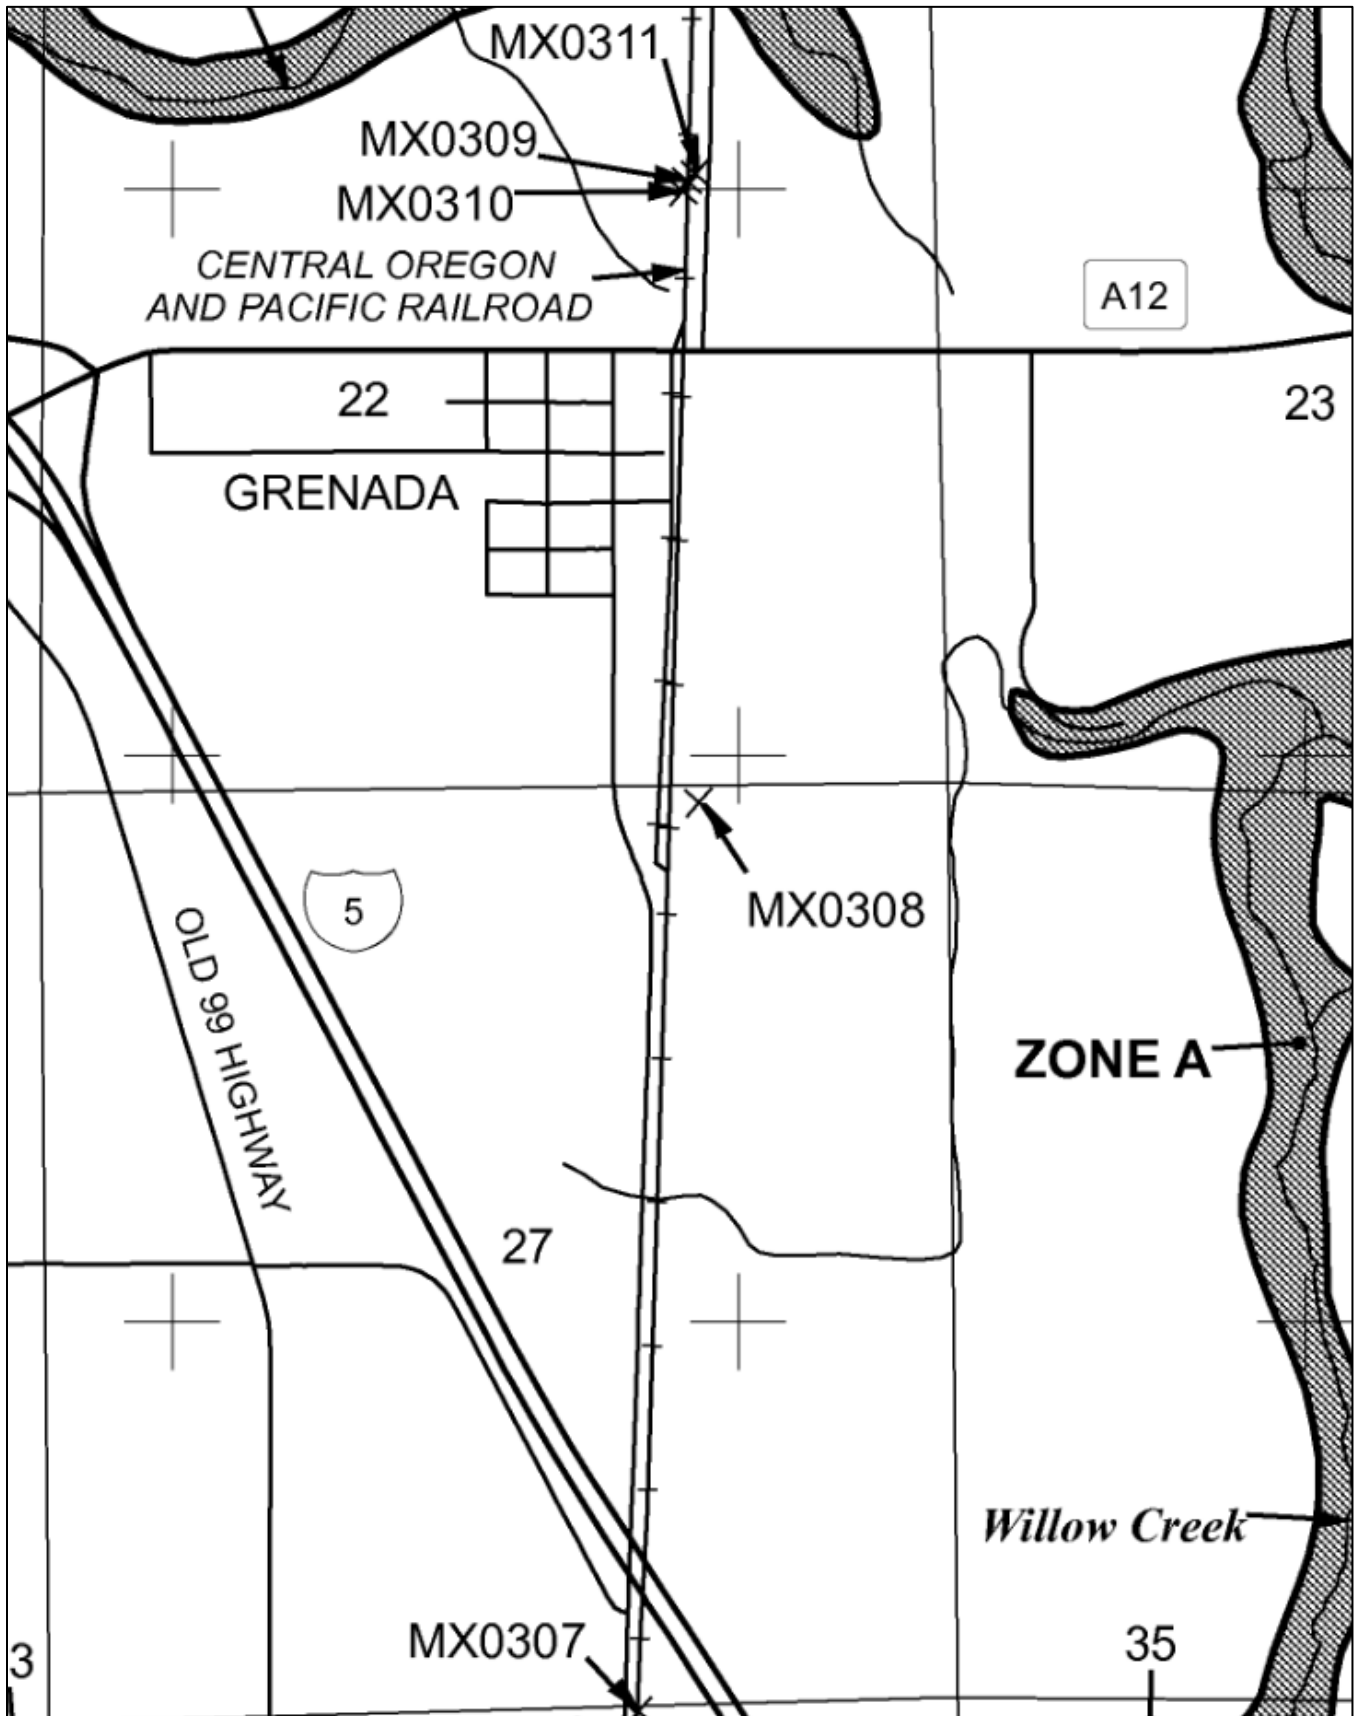 MX0311
MX0309
MX0310
CENTRAL OREGON
AND PACIFIC RAILROAD
A12
22
23
GRENADA
MX0308
5
OLD 99 HIGHWAY
ZONE A
27
Willow Creek
MX0307
35
3